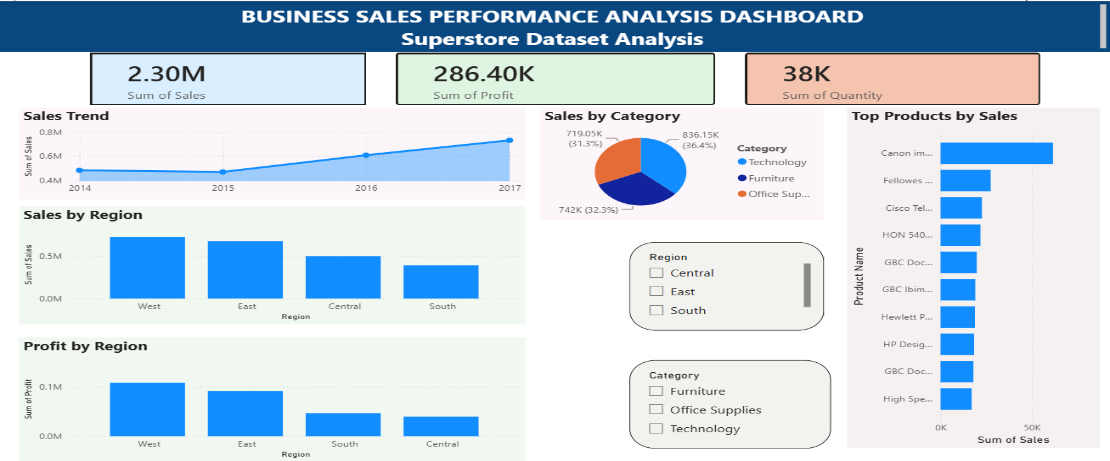 BUSINESS SALES PERFORMANCE ANALYSIS DASHBOARD
Superstore Dataset Analysis
2.30M
Sum of Sales
286.40K
Sum of Profit
38K
Sum of Quantity
Sales Trend
Sum of Sales
0.8M
0.6M
0.4M
2014
2015
2016
2017
Sales by Category
719.05K
(31.3%)
836.15K
(36.4%)
742K (32.3%)
Category
Technology
Furniture
Office Sup...
Top Products by Sales
Product Name
Canon im...
Fellowes ...
Cisco Tel...
HON 540...
GBC Doc...
GBC Ibim...
Hewlett P...
HP Desig...
GBC Doc...
High Spe...
0K
50K
Sum of Sales
Sales by Region
Sum of Sales
0.5M
0.0M
West
East
Central
South
Region
Region
Central
East
South
Profit by Region
Sum of Profit
0.1M
0.0M
West
East
South
Central
Region
Category
Furniture
Office Supplies
Technology